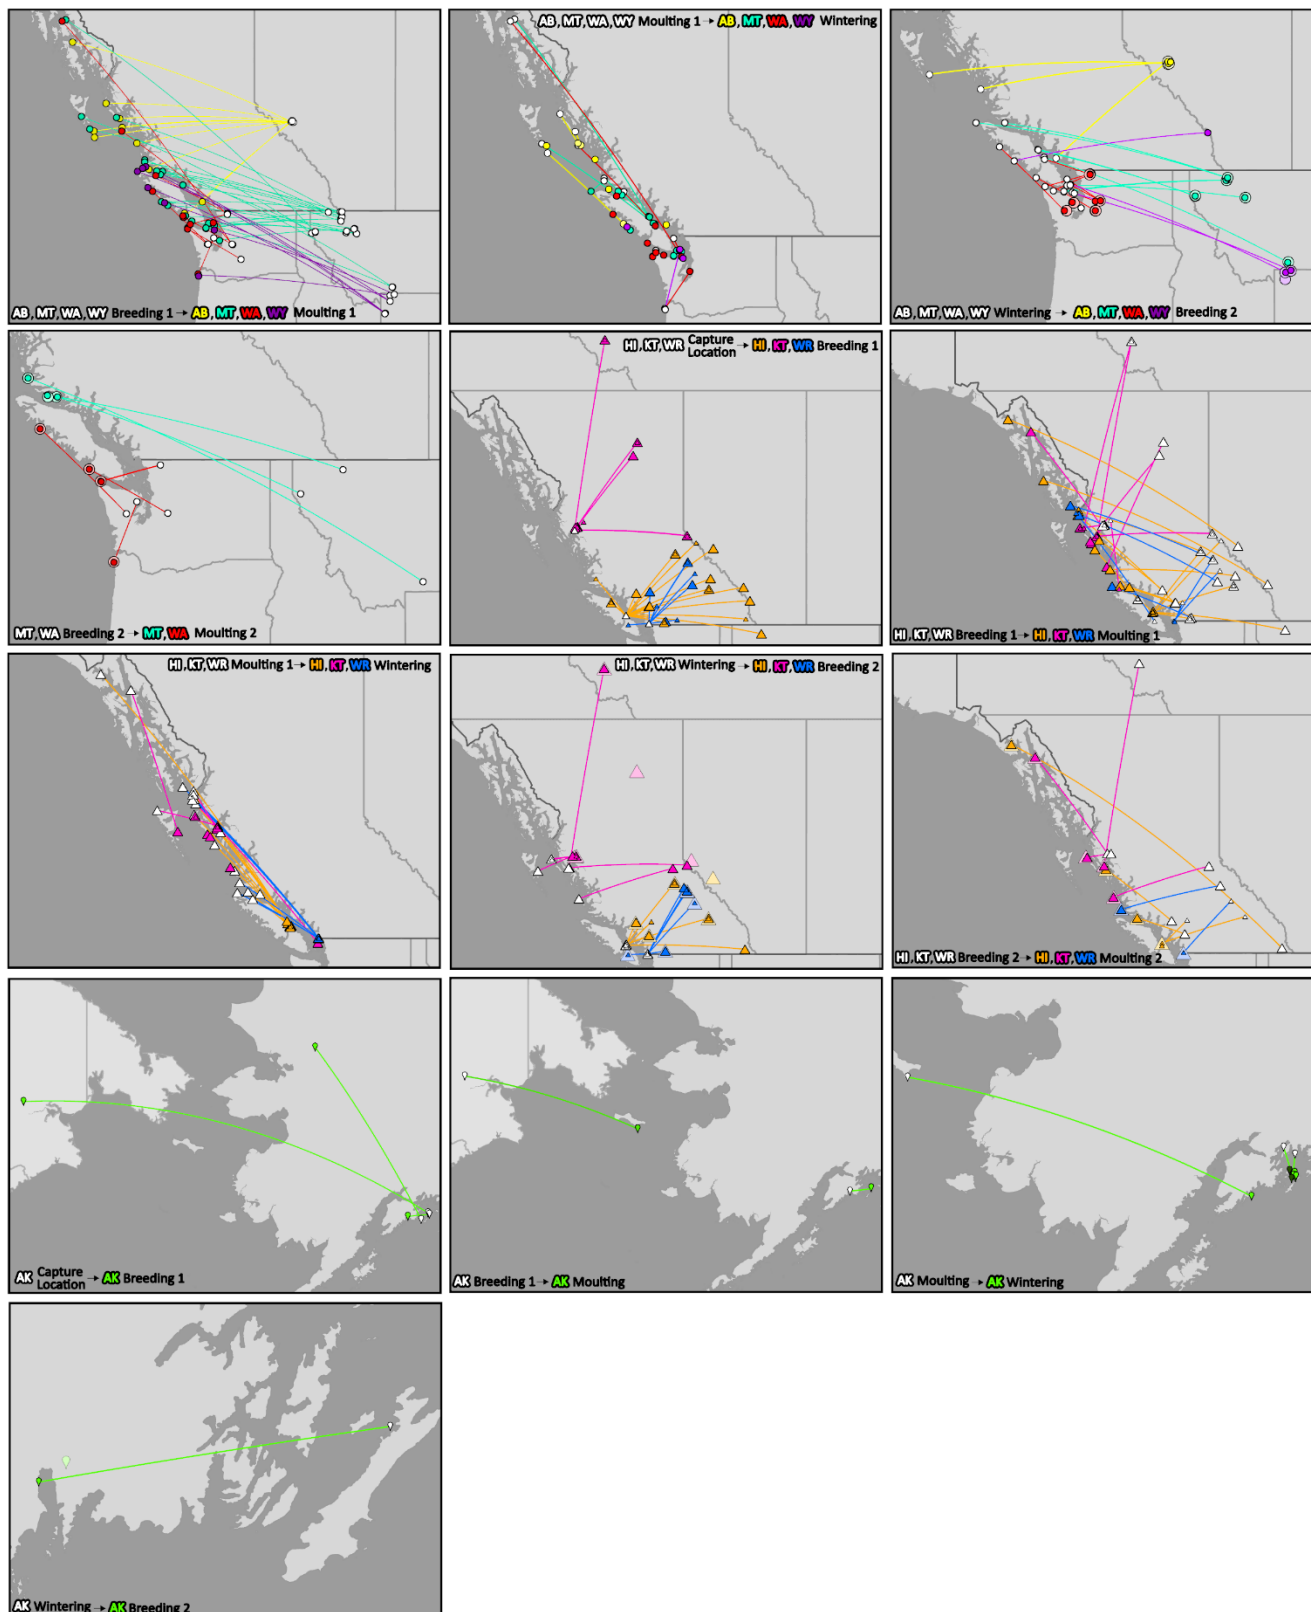 AB, MT, WA, WY Breeding 1 → AB, MT, WA, WY Moulting 1
AB, MT, WA, WY Moulting 1 → AB, MT, WA, WY Wintering
AB, MT, WA, WY Wintering → AB, MT, WA, WY Breeding 2
MT, WA Breeding 2 → MT, WA Moulting 2
HI, KT, WR Capture Location → HI, KT, WR Breeding 1
HI, KT, WR Breeding 1 → HI, KT, WR Moulting 1
HI, KT, WR Moulting 1 → HI, KT, WR Wintering
HI, KT, WR Wintering → HI, KT, WR Breeding 2
HI, KT, WR Breeding 2 → HI, KT, WR Moulting 2
AK Capture Location → AK Breeding 1
AK Breeding 1 → AK Moulting
AK Moulting → AK Wintering
AK Wintering → AK Breeding 2